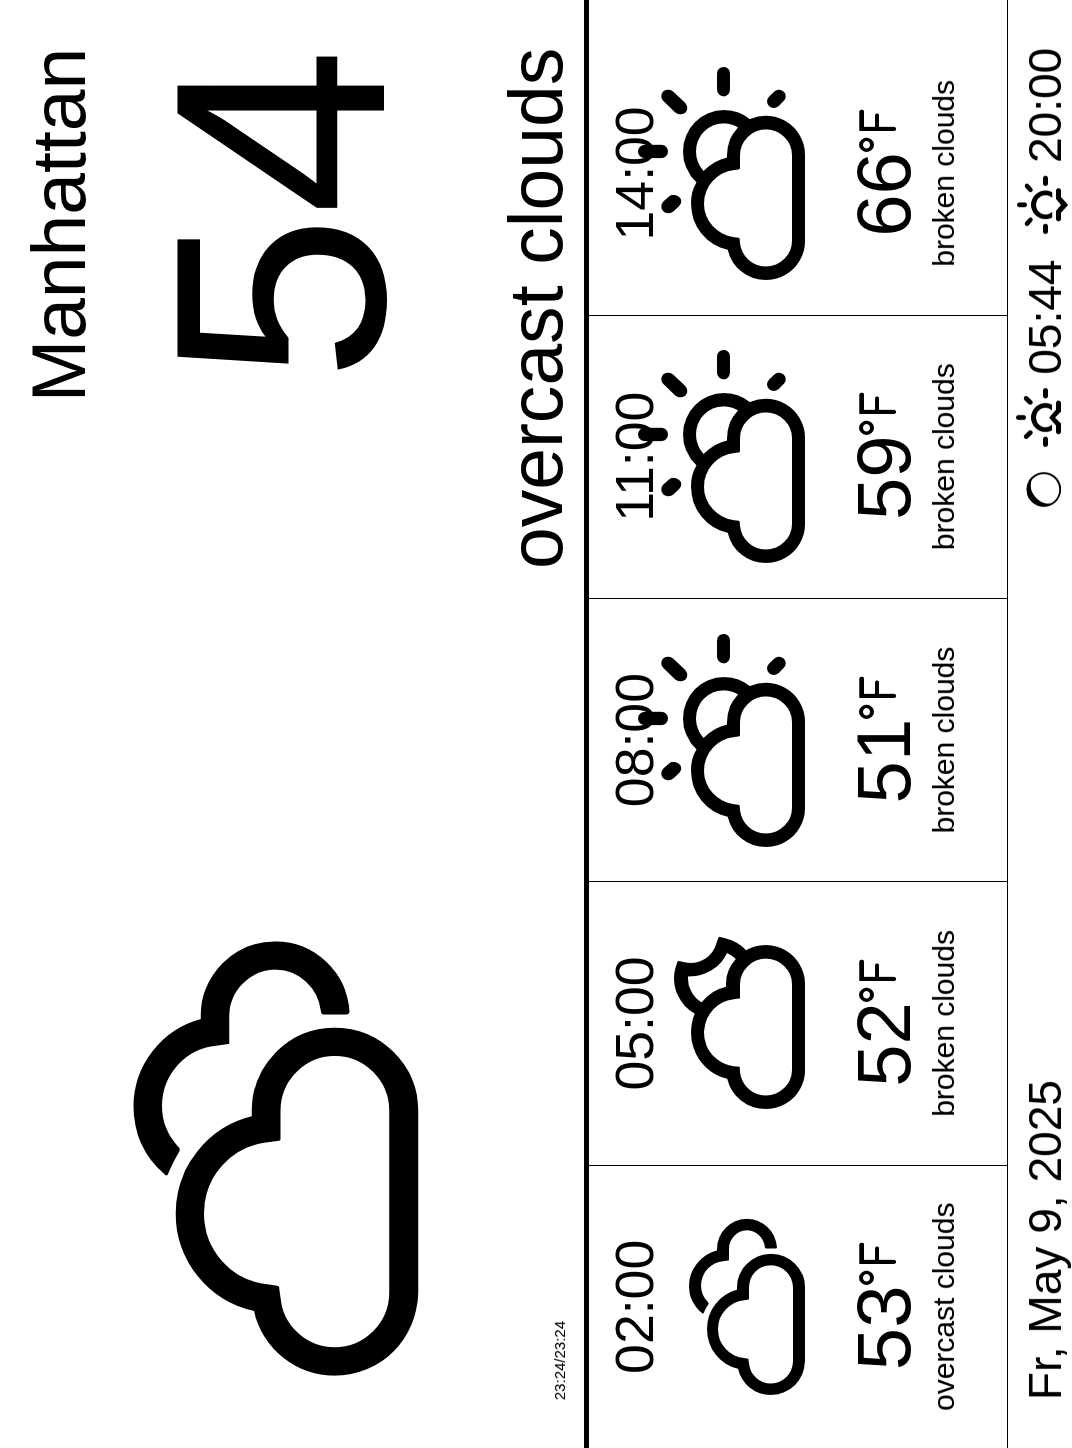 Manhattan
54
overcast clouds
23:24/23:24
02:00
53°F
overcast clouds
05:00
52°F
broken clouds
08:00
51°F
broken clouds
11:00
59°F
broken clouds
14:00
66°F
broken clouds
Fr, May 9, 2025
05:44
20:00